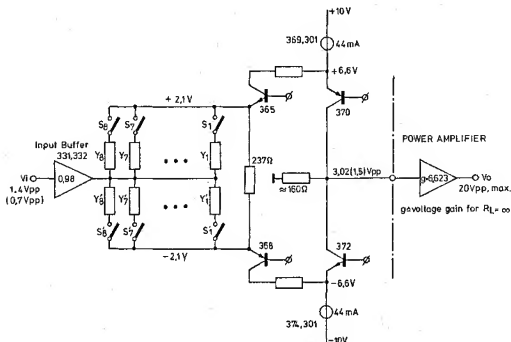 +10V
369,301
44mA
+6,6V
+2,1V
365
370
S8
S7
S1
Input Buffer
331,332
Y8
Y7
Y1
237Ω
POWER AMPLIFIER
Vi
0,98
1.4Vpp
(0,7Vpp)
≈160Ω
3,02(1,5)Vpp
g=6,623
Vo
20Vpp, max.
g=voltage gain for RL=∞
Y'8
Y'7
Y'1
S'8
S'7
S1
368
372
-2,1V
-6,6V
44mA
374,301
-10V